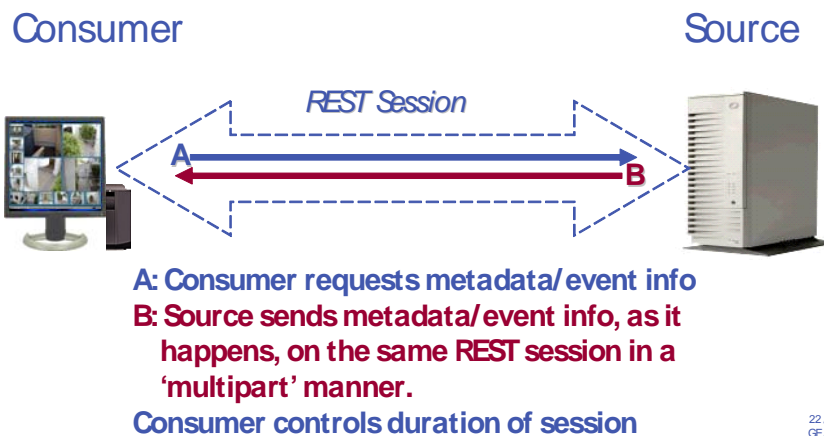 Consumer
Source
REST Session
A
B
A: Consumer requests metadata/event info
B: Source sends metadata/event info, as it
happens, on the same REST session in a
'multipart' manner.
Consumer controls duration of session
22
GE